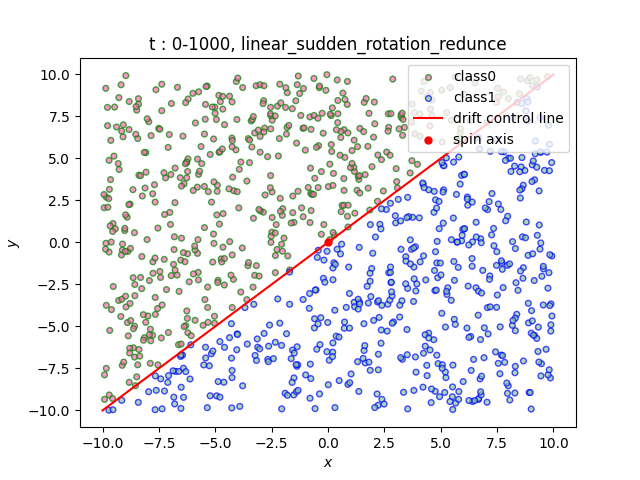 t : 0-1000, linear_sudden_rotation_redunce
class0
class1
drift control line
spin axis
10.0
7.5
5.0
2.5
0.0
−2.5
−5.0
−7.5
−10.0
y
−10.0 −7.5 −5.0 −2.5 0.0 2.5 5.0 7.5 10.0
x